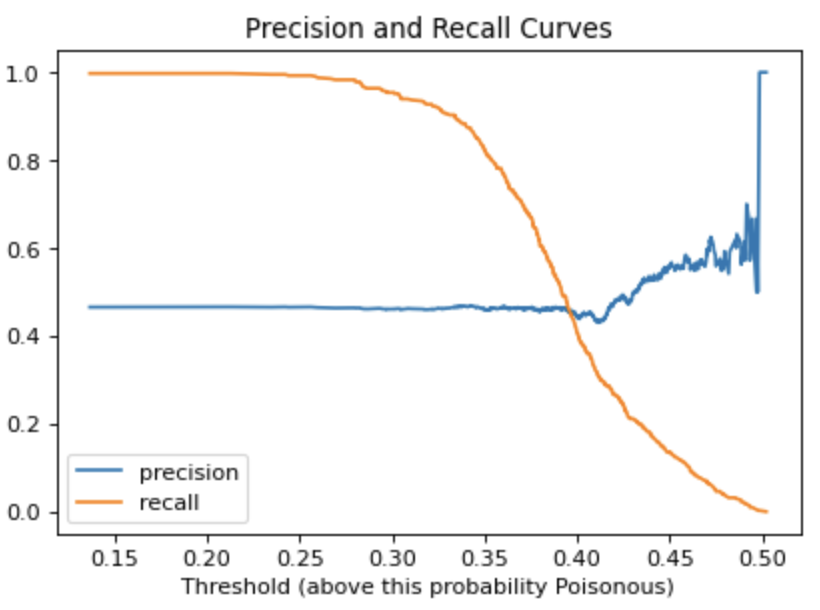 Precision and Recall Curves
1.0
0.8
0.6
0.4
0.2
0.0
precision
recall
0.15 0.20 0.25 0.30 0.35 0.40 0.45 0.50
Threshold (above this probability Poisonous)